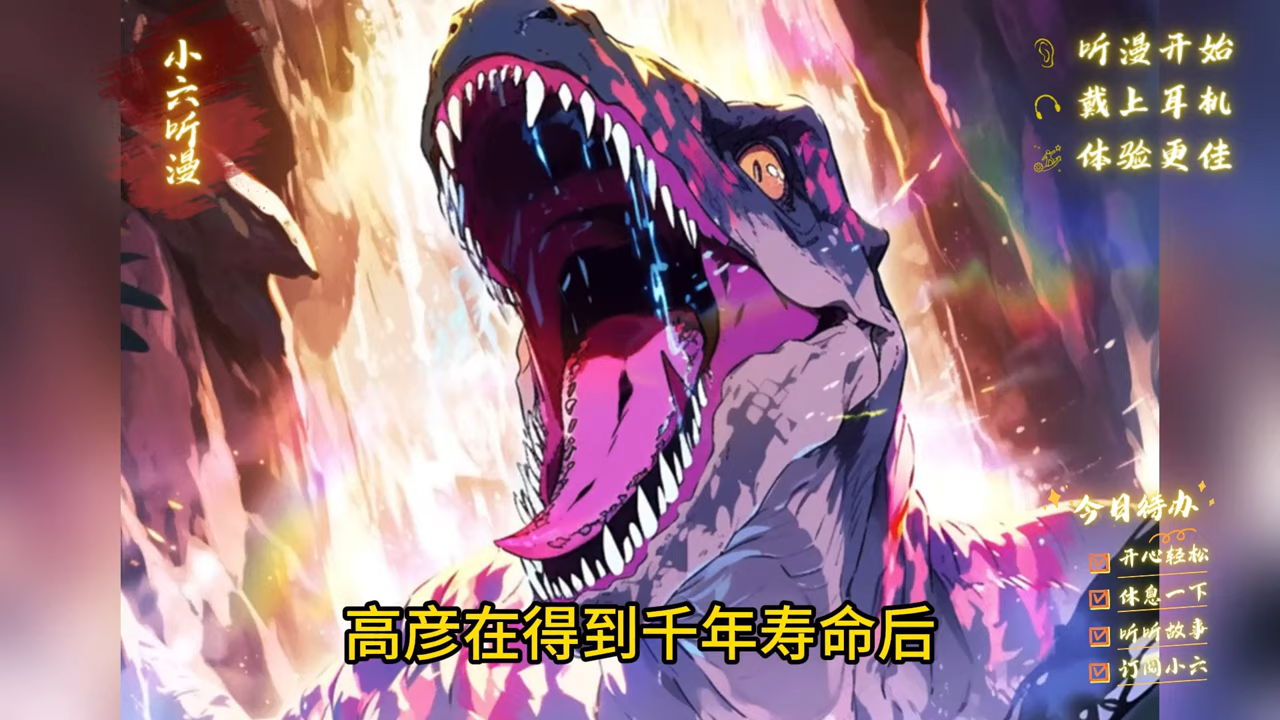 小六听漫
听漫开始
戴上耳机
体验更佳
今日待办
开心轻松
休息一下
听听故事
订阅小六
高彦在得到千年寿命后